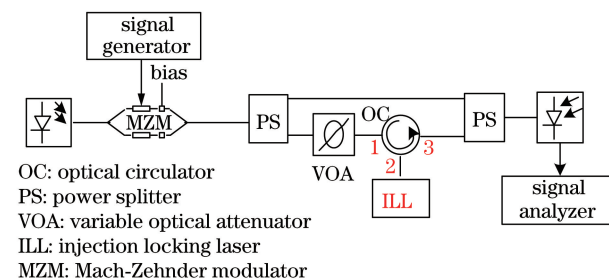 signal
generator
bias
MZM
PS
OC
PS
1
3
2
VOA
ILL
signal
analyzer
OC: optical circulator
PS: power splitter
VOA: variable optical attenuator
ILL: injection locking laser
MZM: Mach-Zehnder modulator